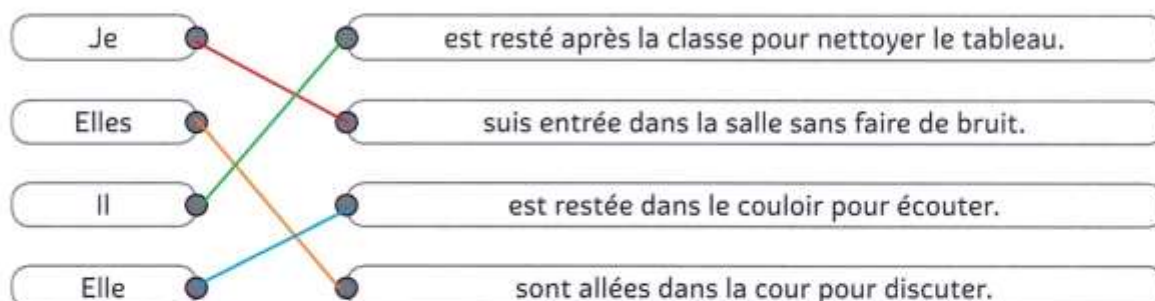 Je est resté après la classe pour nettoyer le tableau.
Elles suis entrée dans la salle sans faire de bruit.
Il est restée dans le couloir pour écouter.
Elle sont allées dans la cour pour discuter.